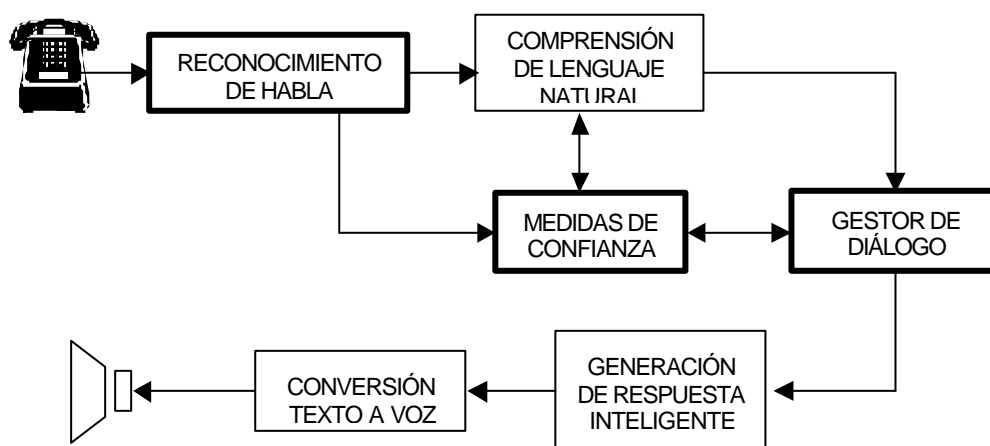 RECONOCIMIENTO
DE HABLA
COMPRENSIÓN
DE LENGUAJE
NATURAL
MEDIDAS DE
CONFIANZA
GESTOR DE
DIÁLOGO
CONVERSIÓN
TEXTO A VOZ
GENERACIÓN
DE RESPUESTA
INTELIGENTE